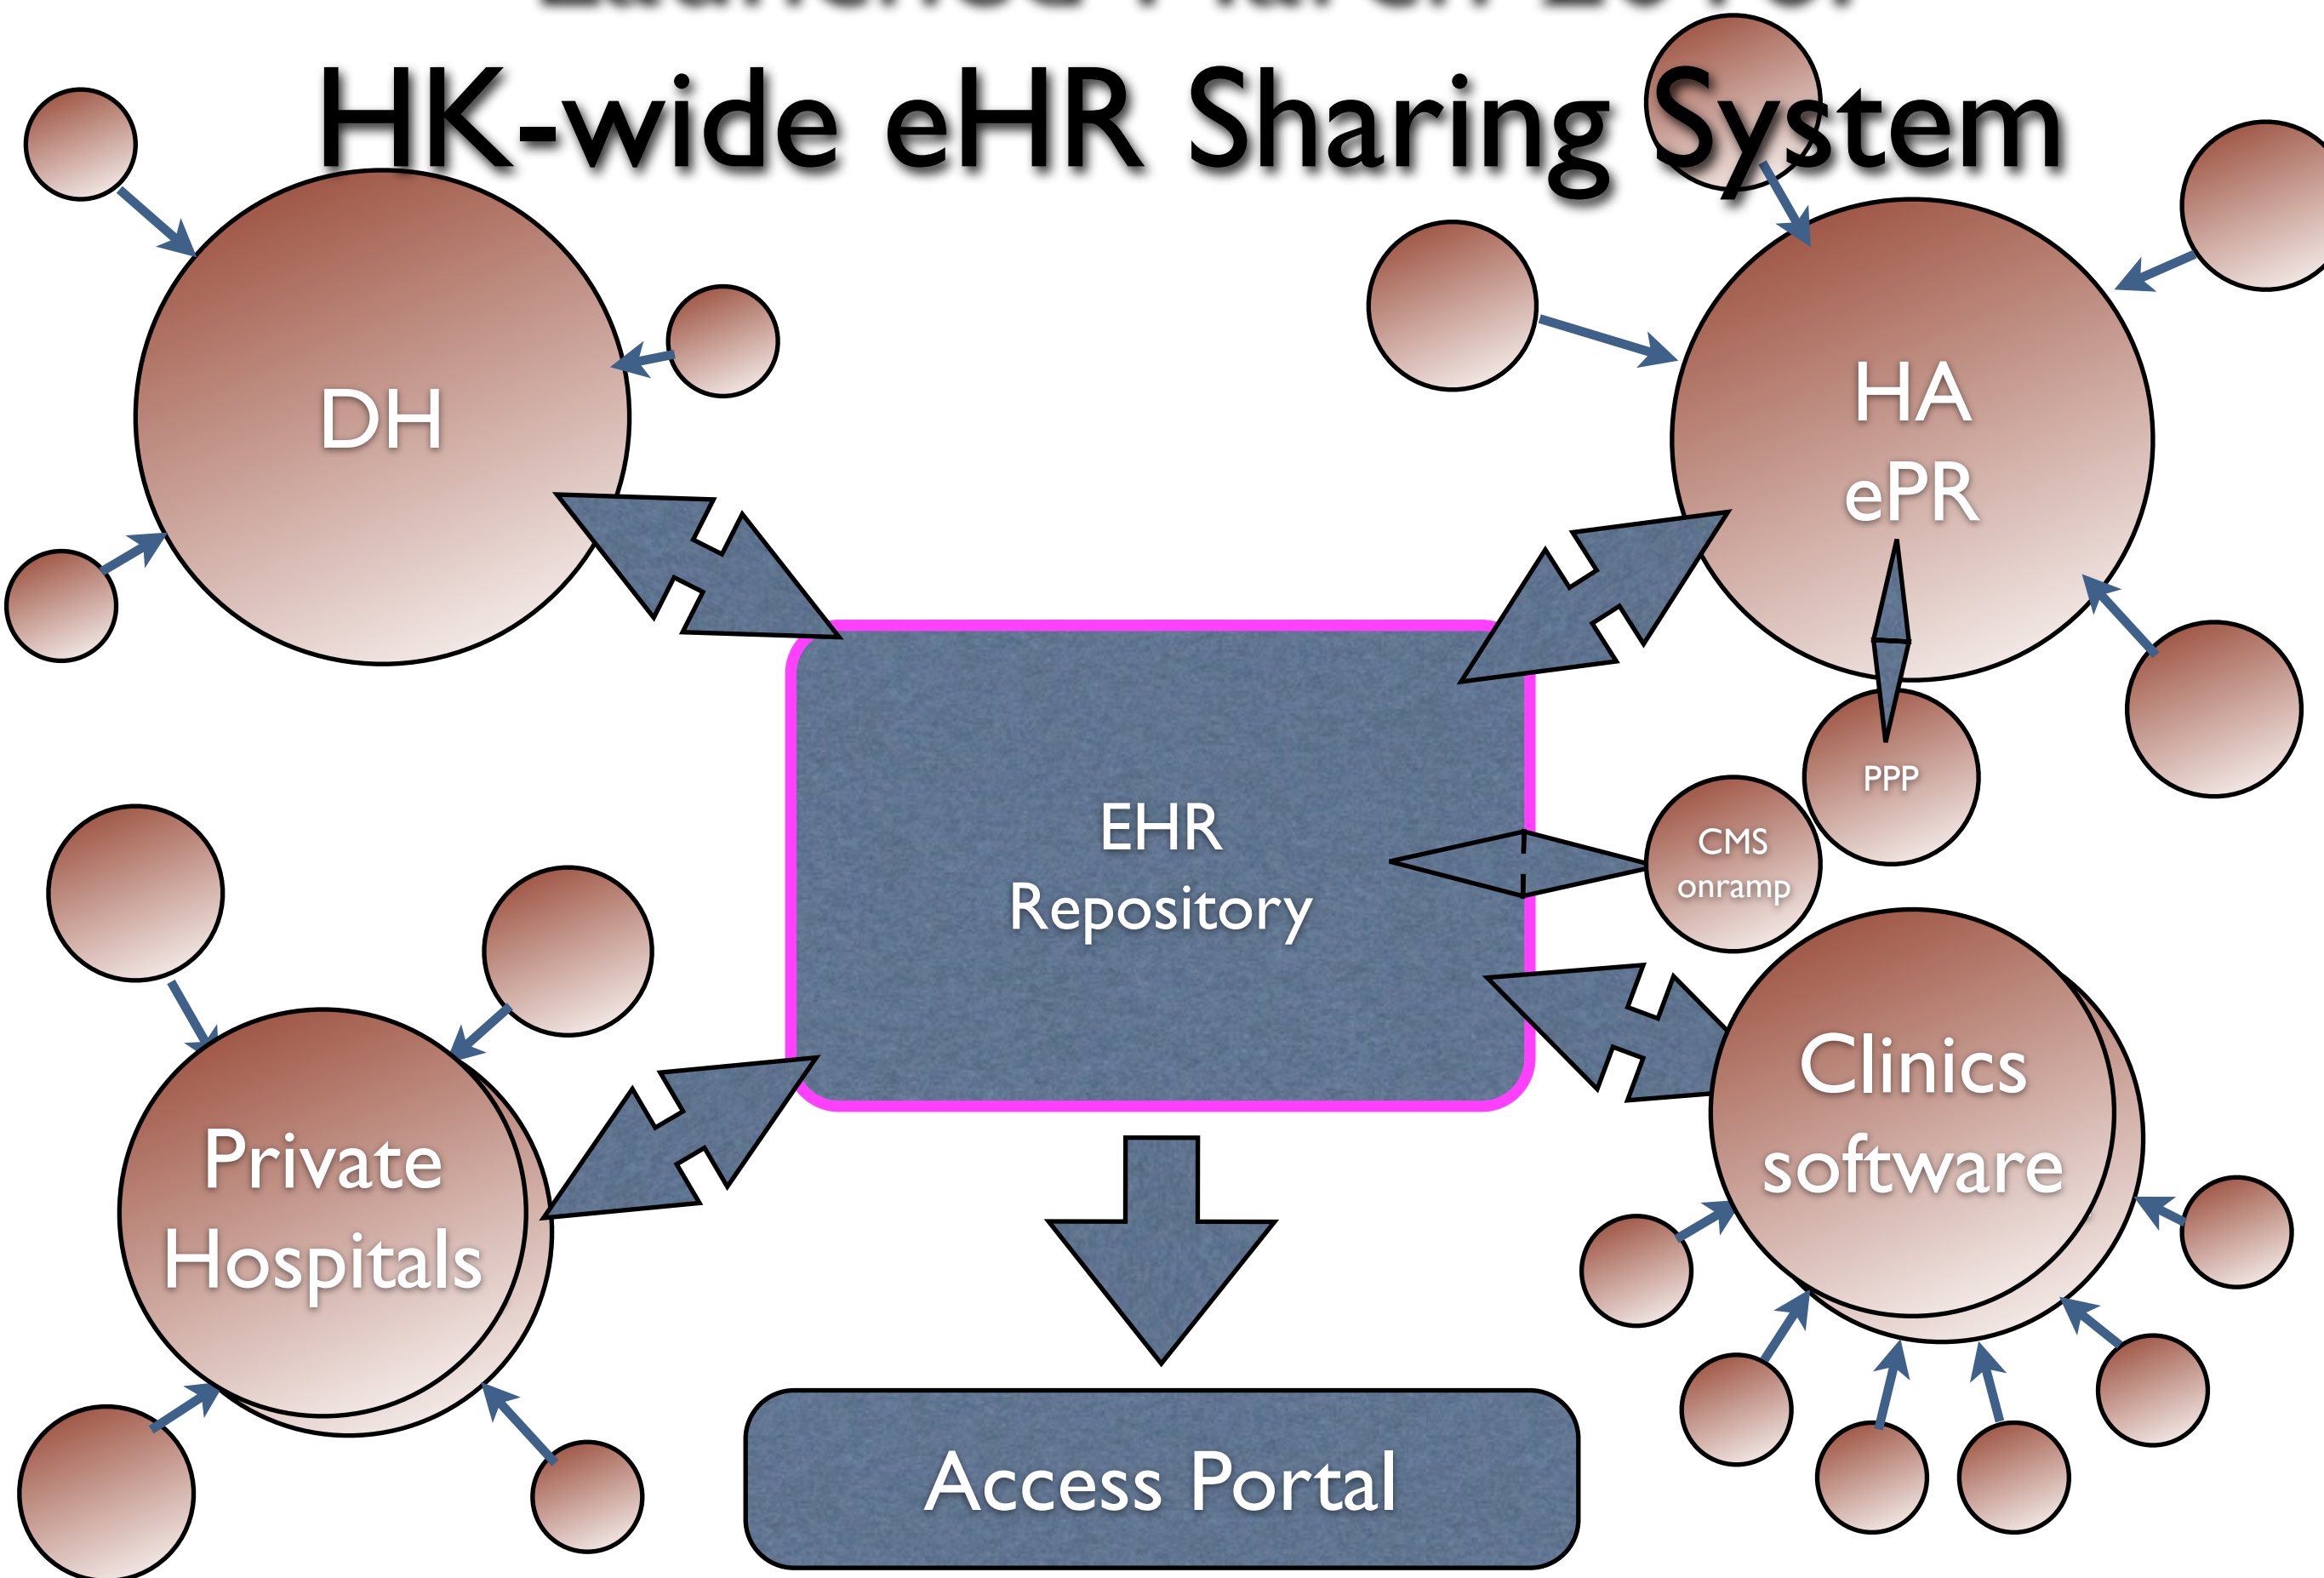 HK-wide eHR Sharing System
DH
HA
ePR
PPP
CMS
onramp
EHR
Repository
Clinics
software
Private
Hospitals
Access Portal